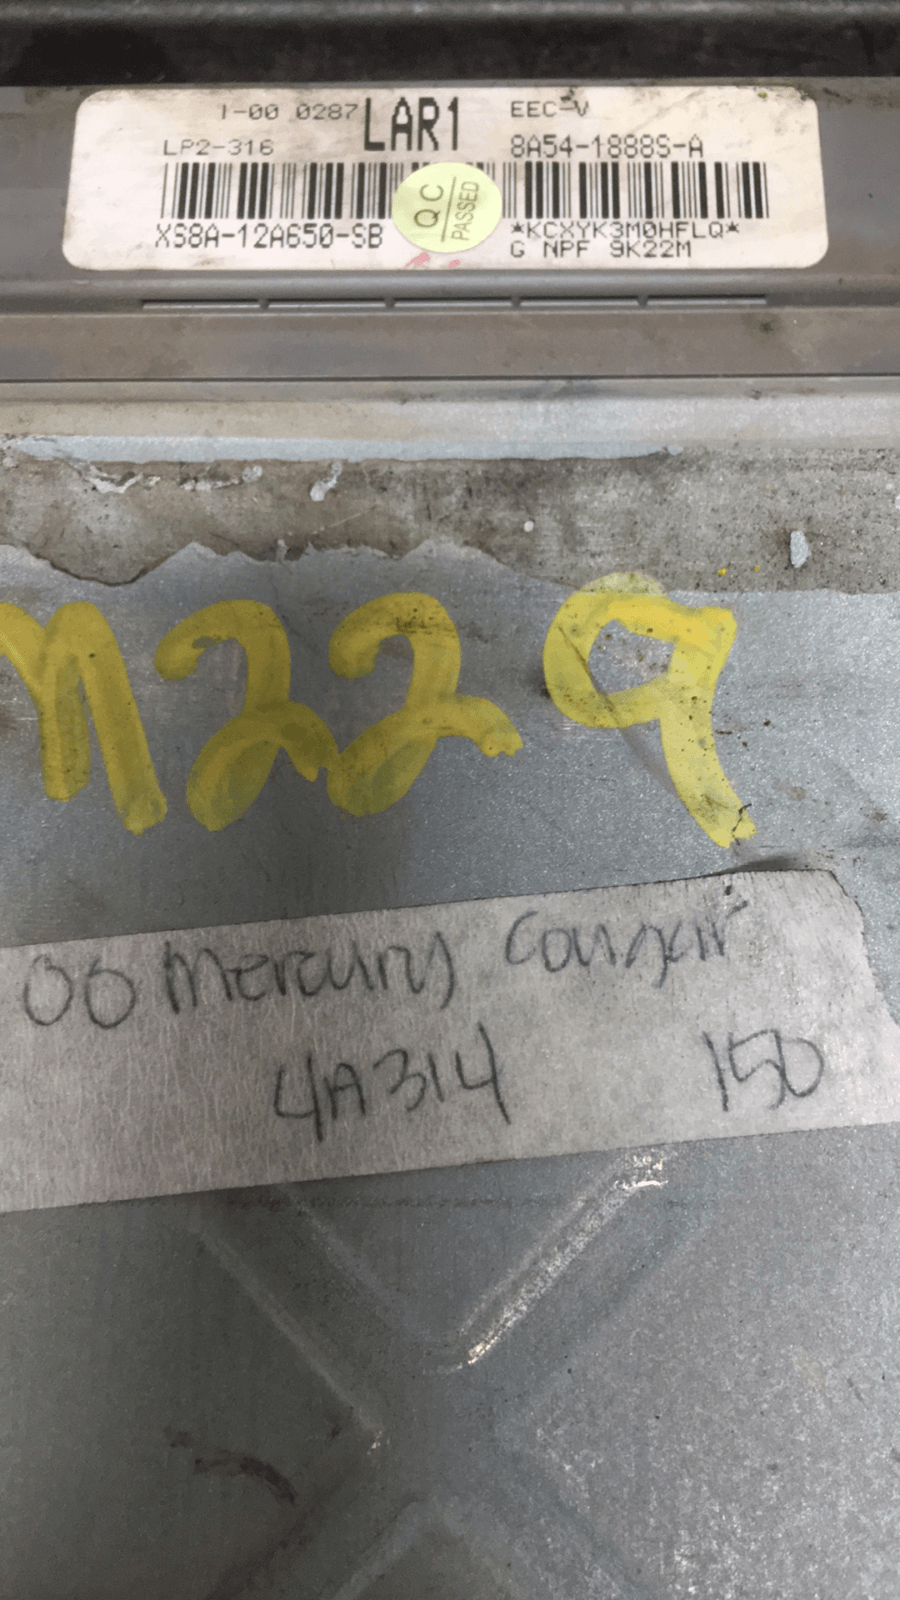 I-00 0287 LAR1 EEC-V
LP2-316 8A54-1888S-A
QC PASSED
XS8A-12A650-SB *KCXYK3M0HFLQ*
G NPF 9K22M
M229
00 Mercury Cougar
4A314 150